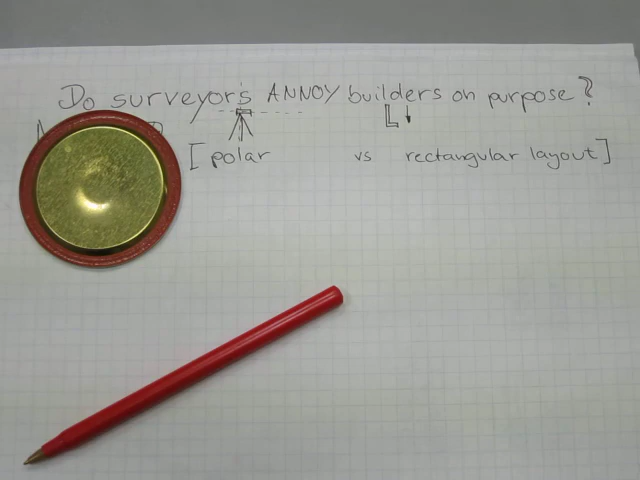 Do surveyor's ANNOY builders on purpose?
[polar vs rectangular layout]